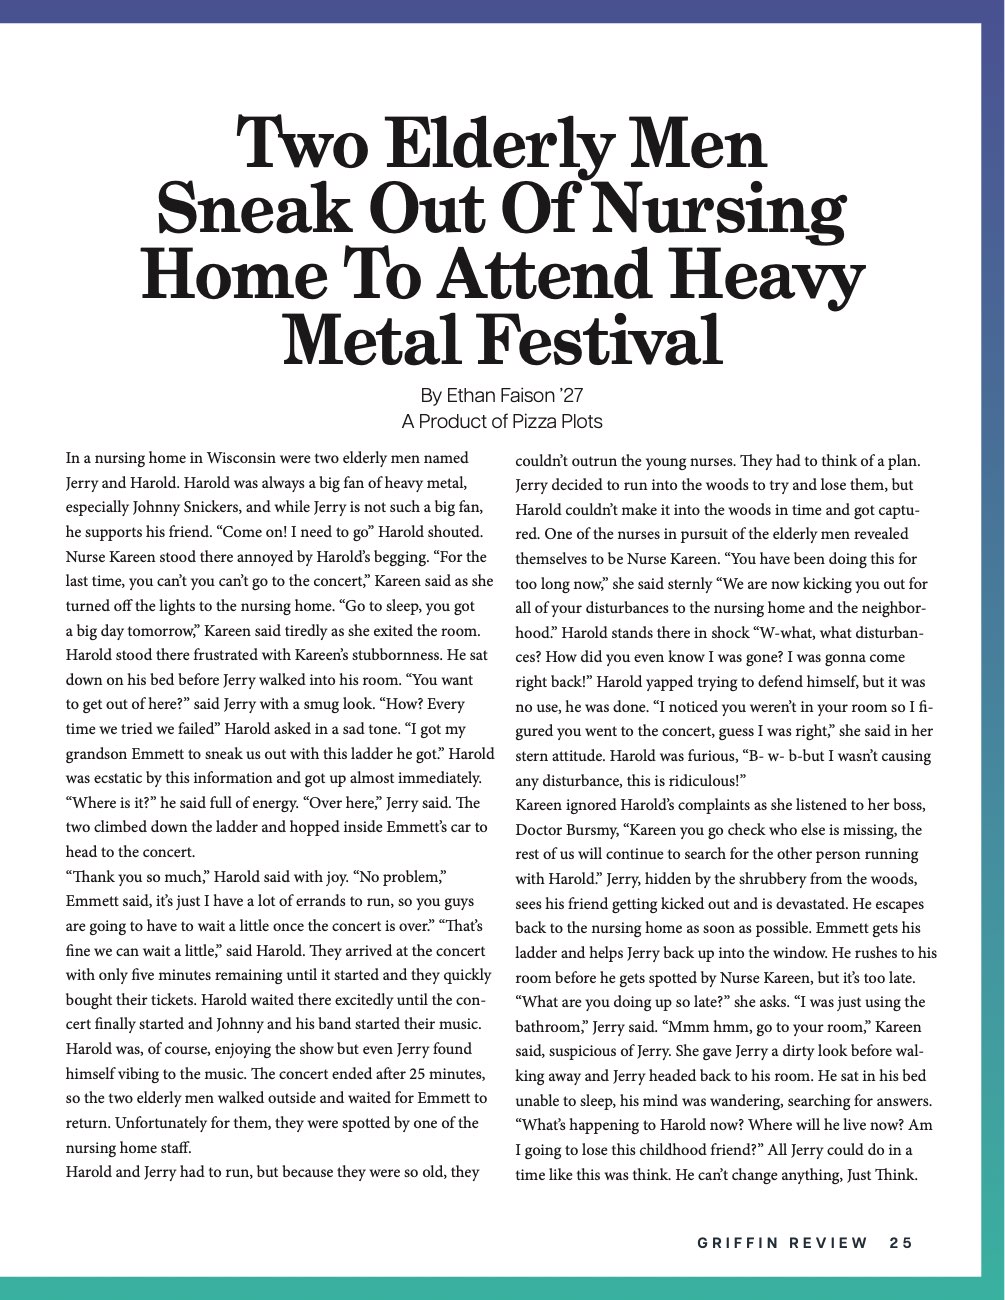 Two Elderly Men
Sneak Out Of Nursing
Home To Attend Heavy
Metal Festival
By Ethan Faison ’27
A Product of Pizza Plots
In a nursing home in Wisconsin were two elderly men named
Jerry and Harold. Harold was always a big fan of heavy metal,
especially Johnny Snickers, and while Jerry is not such a big fan,
he supports his friend. “Come on! I need to go” Harold shouted.
Nurse Kareen stood there annoyed by Harold’s begging. “For the
last time, you can’t you can’t go to the concert,” Kareen said as she
turned off the lights to the nursing home. “Go to sleep, you got
a big day tomorrow,” Kareen said tiredly as she exited the room.
Harold stood there frustrated with Kareen’s stubbornness. He sat
down on his bed before Jerry walked into his room. “You want
to get out of here?” said Jerry with a smug look. “How? Every
time we tried we failed” Harold asked in a sad tone. “I got my
grandson Emmett to sneak us out with this ladder he got.” Harold
was ecstatic by this information and got up almost immediately.
“Where is it?” he said full of energy. “Over here,” Jerry said. The
two climbed down the ladder and hopped inside Emmett’s car to
head to the concert.
“Thank you so much,” Harold said with joy. “No problem,”
Emmett said, it’s just I have a lot of errands to run, so you guys
are going to have to wait a little once the concert is over.” “That’s
fine we can wait a little,” said Harold. They arrived at the concert
with only five minutes remaining until it started and they quickly
bought their tickets. Harold waited there excitedly until the con-
cert finally started and Johnny and his band started their music.
Harold was, of course, enjoying the show but even Jerry found
himself vibing to the music. The concert ended after 25 minutes,
so the two elderly men walked outside and waited for Emmett to
return. Unfortunately for them, they were spotted by one of the
nursing home staff.
Harold and Jerry had to run, but because they were so old, they
couldn’t outrun the young nurses. They had to think of a plan.
Jerry decided to run into the woods to try and lose them, but
Harold couldn’t make it into the woods in time and got captu-
red. One of the nurses in pursuit of the elderly men revealed
themselves to be Nurse Kareen. “You have been doing this for
too long now,” she said sternly “We are now kicking you out for
all of your disturbances to the nursing home and the neighbor-
hood.” Harold stands there in shock “W-what, what disturban-
ces? How did you even know I was gone? I was gonna come
right back!” Harold yapped trying to defend himself, but it was
no use, he was done. “I noticed you weren’t in your room so I fi-
gured you went to the concert, guess I was right,” she said in her
stern attitude. Harold was furious, “B- w- b-but I wasn’t causing
any disturbance, this is ridiculous!”
Kareen ignored Harold’s complaints as she listened to her boss,
Doctor Bursmy, “Kareen you go check who else is missing, the
rest of us will continue to search for the other person running
with Harold.” Jerry, hidden by the shrubbery from the woods,
sees his friend getting kicked out and is devastated. He escapes
back to the nursing home as soon as possible. Emmett gets his
ladder and helps Jerry back up into the window. He rushes to his
room before he gets spotted by Nurse Kareen, but it’s too late.
“What are you doing up so late?” she asks. “I was just using the
bathroom,” Jerry said. “Mmm hmm, go to your room,” Kareen
said, suspicious of Jerry. She gave Jerry a dirty look before wal-
king away and Jerry headed back to his room. He sat in his bed
unable to sleep, his mind was wandering, searching for answers.
“What’s happening to Harold now? Where will he live now? Am
I going to lose this childhood friend?” All Jerry could do in a
time like this was think. He can’t change anything, Just Think.
GRIFFIN REVIEW 25